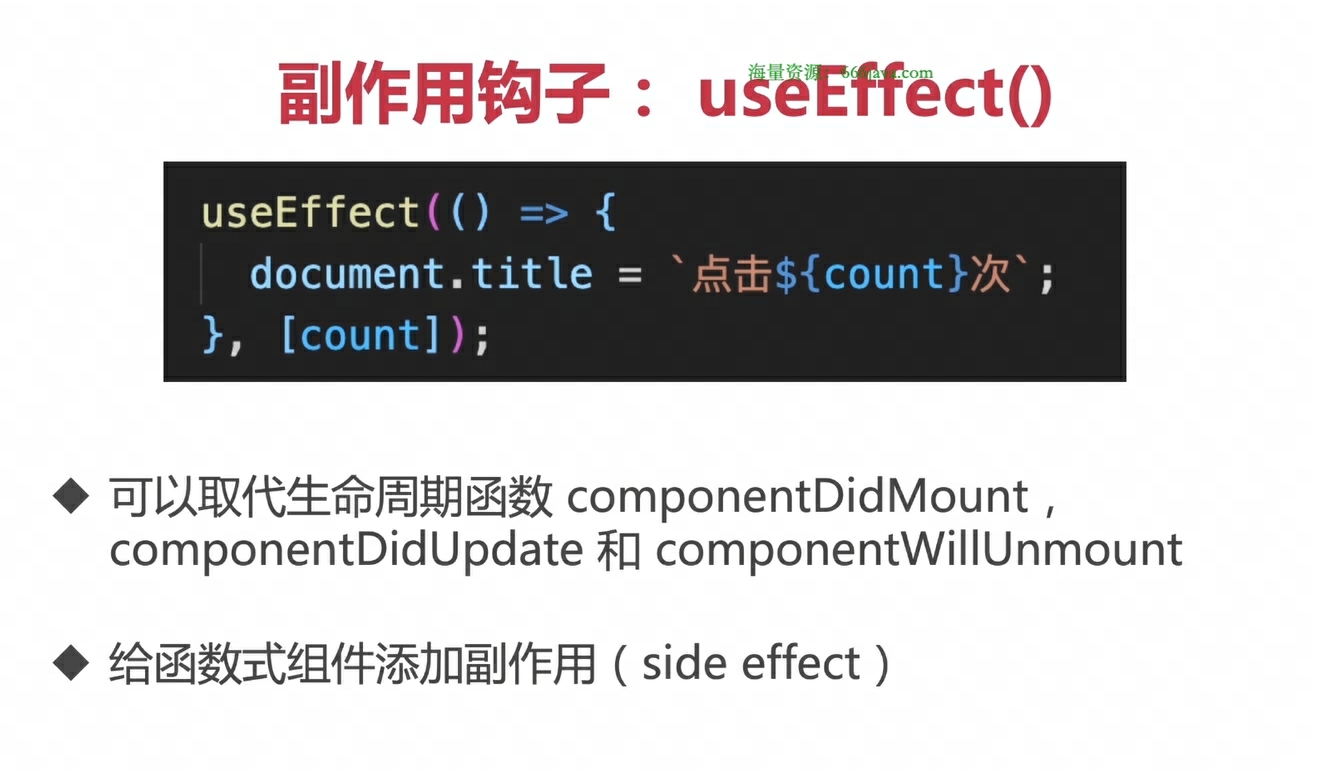 海量资源：666java.com
副作用钩子： useEffect()
useEffect(() => {
document.title = `点击${count}次`;
}, [count]);
◆ 可以取代生命周期函数 componentDidMount，
componentDidUpdate 和 componentWillUnmount
◆ 给函数式组件添加副作用（side effect）